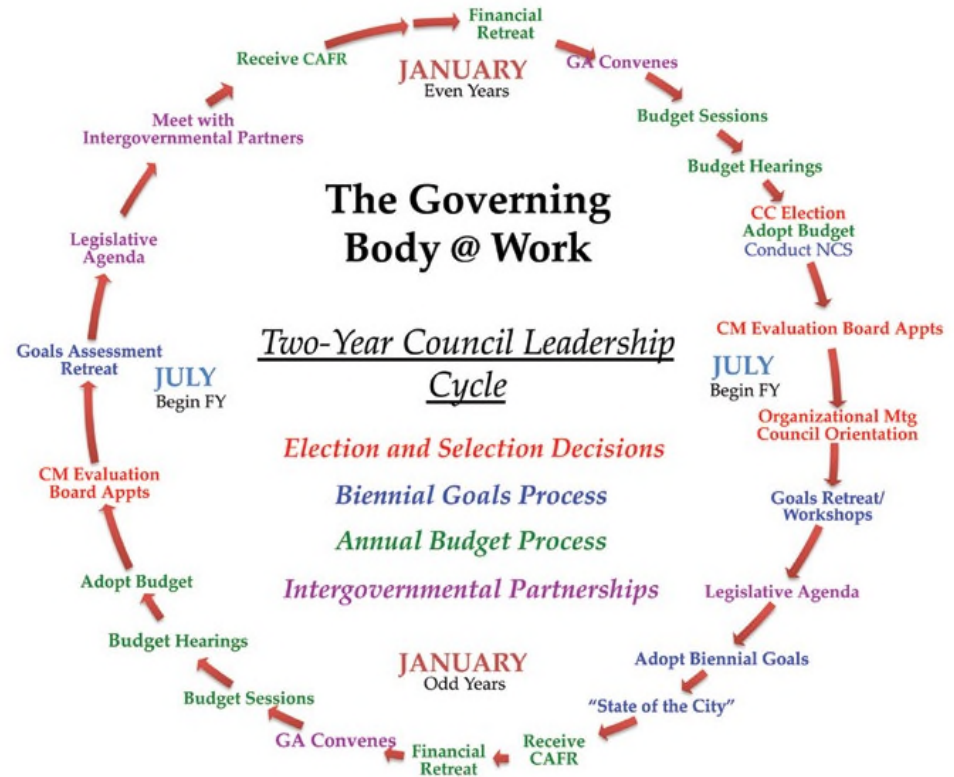 Financial
Retreat
GA Convenes
Budget Sessions
Budget Hearings
CC Election
Adopt Budget
Conduct NCS
CM Evaluation Board Appts
Organizational Mtg
Council Orientation
Goals Retreat/
Workshops
Legislative Agenda
Adopt Biennial Goals
“State of the City”
Receive
CAFR
Financial
Retreat
GA Convenes
Budget Sessions
Budget Hearings
Adopt Budget
CM Evaluation
Board Appts
Goals Assessment
Retreat
Legislative
Agenda
Meet with
Intergovernmental Partners
Receive CAFR
JANUARY
Even Years
The Governing
Body @ Work
Two-Year Council Leadership
Cycle
JULY
Begin FY
JULY
Begin FY
Election and Selection Decisions
Biennial Goals Process
Annual Budget Process
Intergovernmental Partnerships
JANUARY
Odd Years